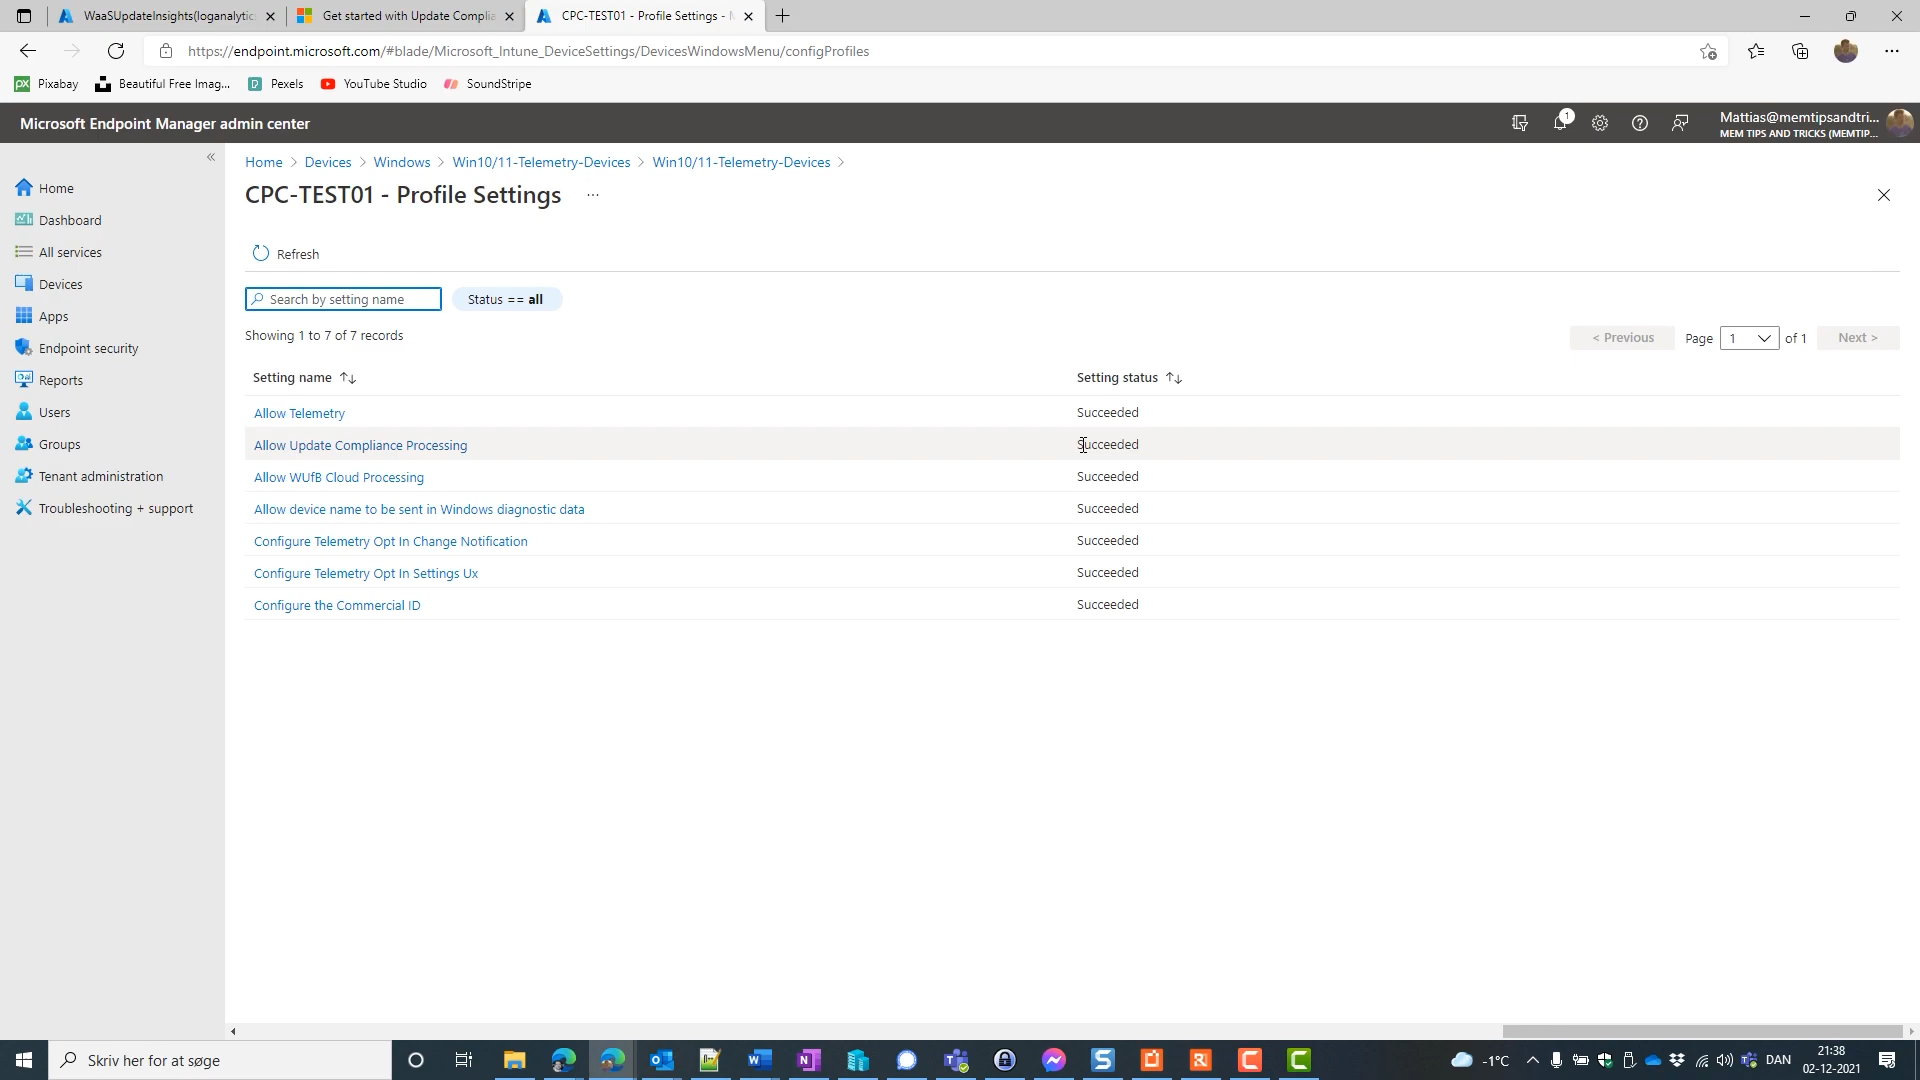 WaaSUpdateInsights(loganalytic
Get started with Update Complia
CPC-TEST01 - Profile Settings -
https://endpoint.microsoft.com/#blade/Microsoft_Intune_DeviceSettings/DevicesWindowsMenu/configProfiles
px Pixabay
Beautiful Free Imag...
Pexels
YouTube Studio
SoundStripe
Microsoft Endpoint Manager admin center
1
Mattias@memtipsandtri...
MEM TIPS AND TRICKS (MEMTIP...
Home > Devices > Windows > Win10/11-Telemetry-Devices > Win10/11-Telemetry-Devices >
CPC-TEST01 - Profile Settings ...
Home
Dashboard
All services
Devices
Apps
Endpoint security
Reports
Users
Groups
Tenant administration
Troubleshooting + support
Refresh
Search by setting name
Status == all
Showing 1 to 7 of 7 records
< Previous Page 1 of 1 Next >
Setting name Setting status
Allow Telemetry Succeeded
Allow Update Compliance Processing Succeeded
Allow WUfB Cloud Processing Succeeded
Allow device name to be sent in Windows diagnostic data Succeeded
Configure Telemetry Opt In Change Notification Succeeded
Configure Telemetry Opt In Settings Ux Succeeded
Configure the Commercial ID Succeeded
Skriv her for at søge
-1°C
DAN
21:38
02-12-2021